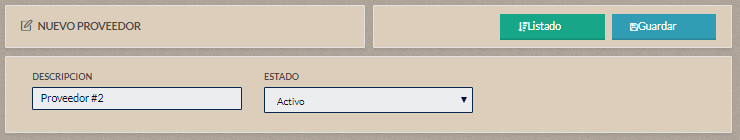 NUEVO PROVEEDOR
Listado
Guardar
DESCRIPCION
ESTADO
Proveedor #2
Activo